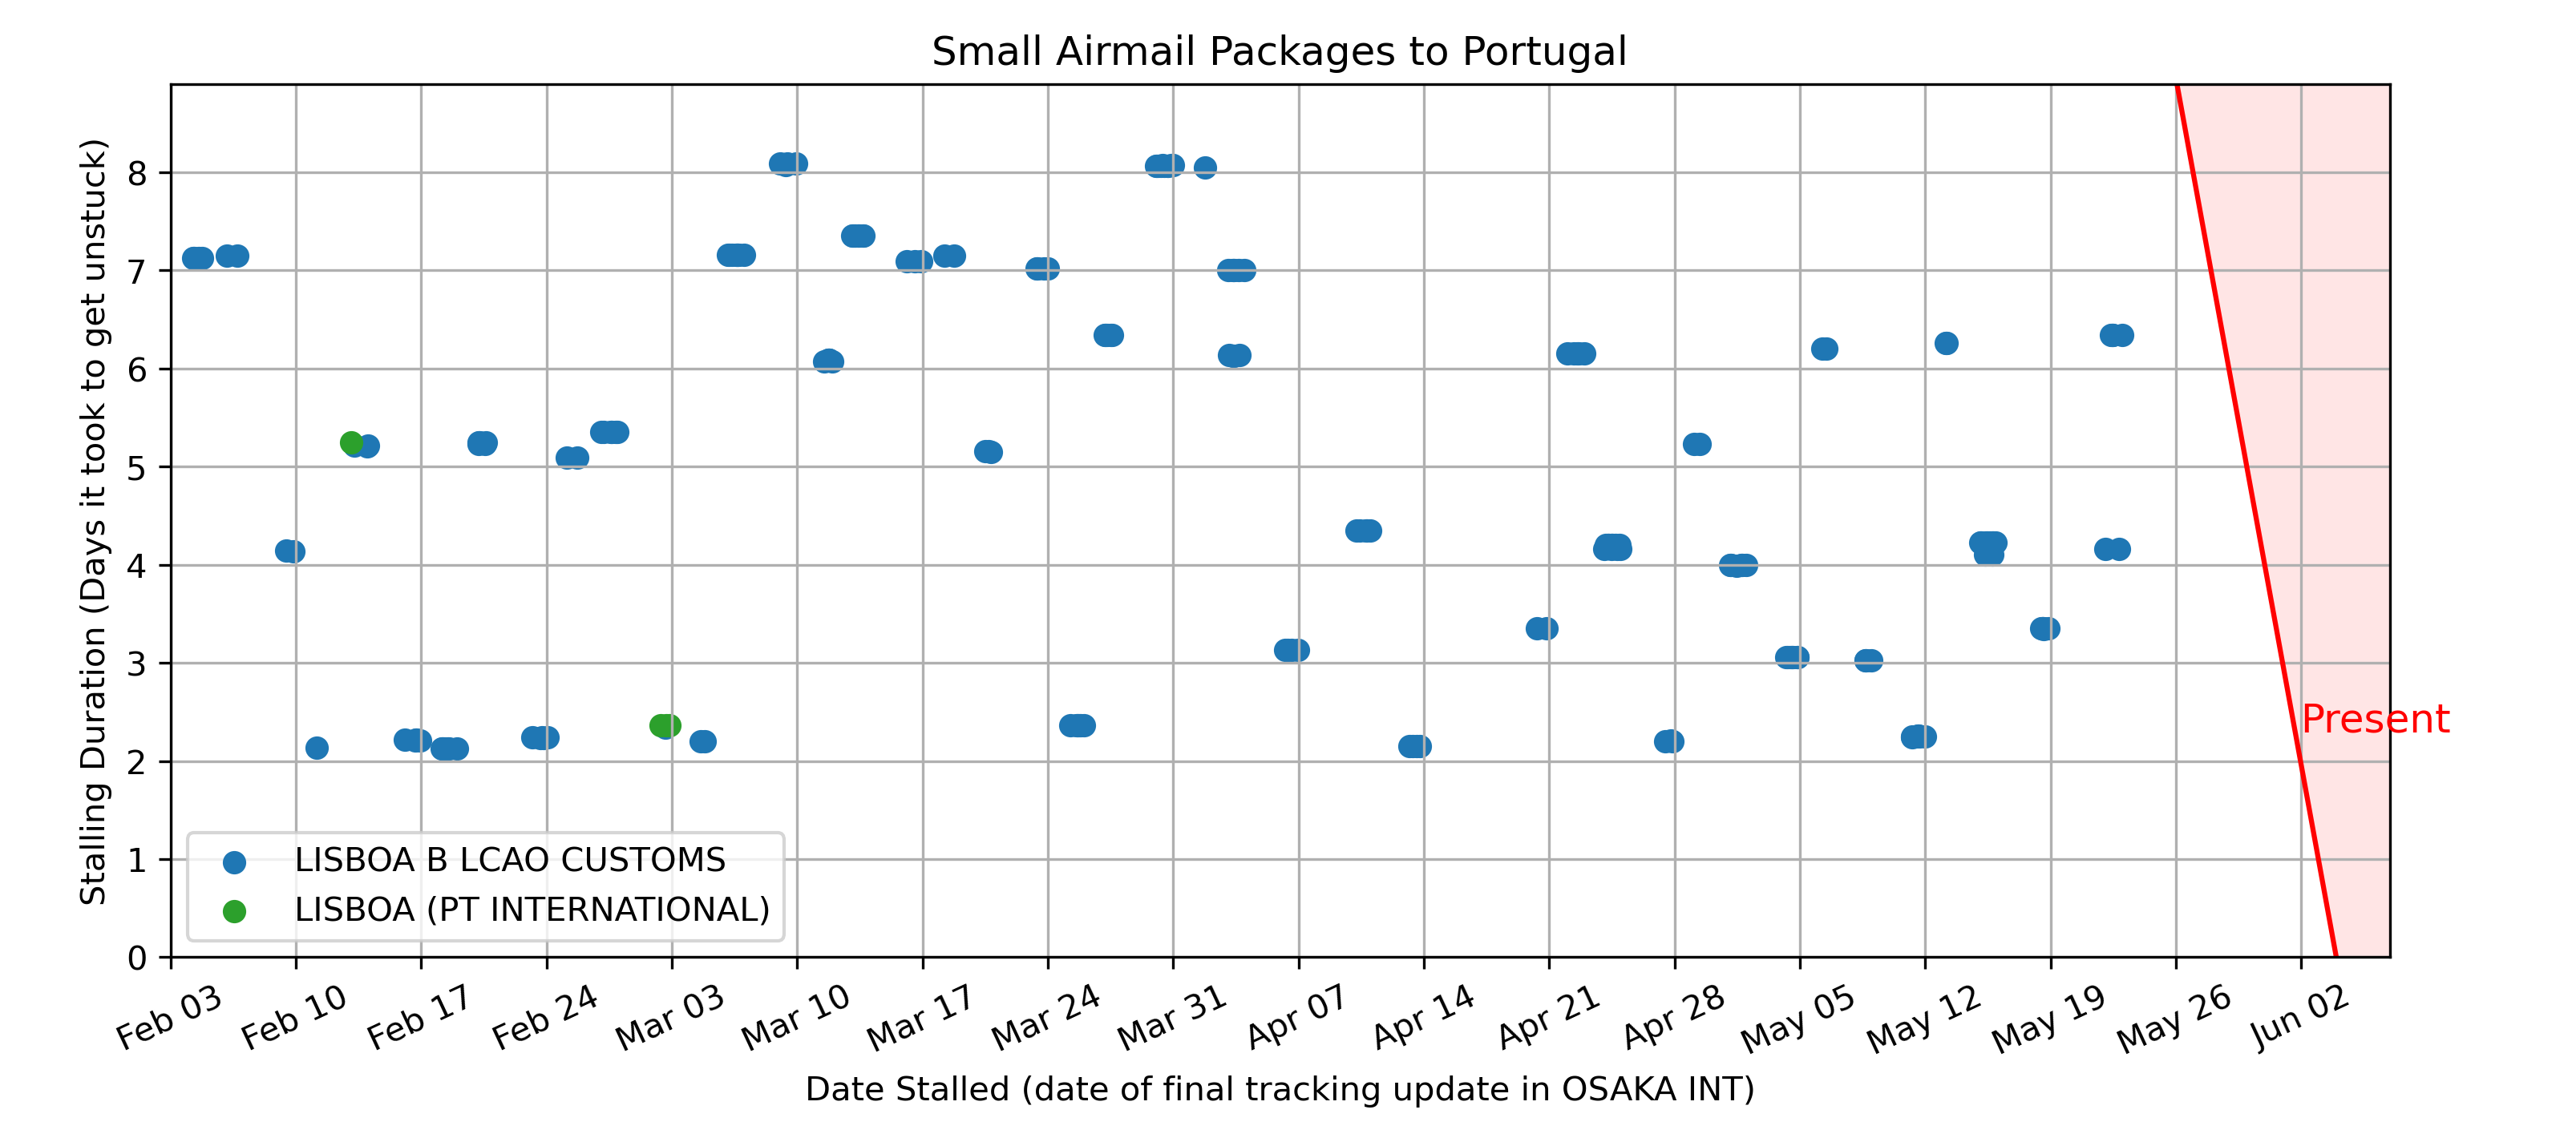 Small Airmail Packages to Portugal
Stalling Duration (Days it took to get unstuck)
8
7
6
5
4
3
2
1
0
Present
LISBOA B LCAO CUSTOMS
LISBOA (PT INTERNATIONAL)
Feb 03
Feb 10
Feb 17
Feb 24
Mar 03
Mar 10
Mar 17
Mar 24
Mar 31
Apr 07
Apr 14
Apr 21
Apr 28
May 05
May 12
May 19
May 26
Jun 02
Date Stalled (date of final tracking update in OSAKA INT)